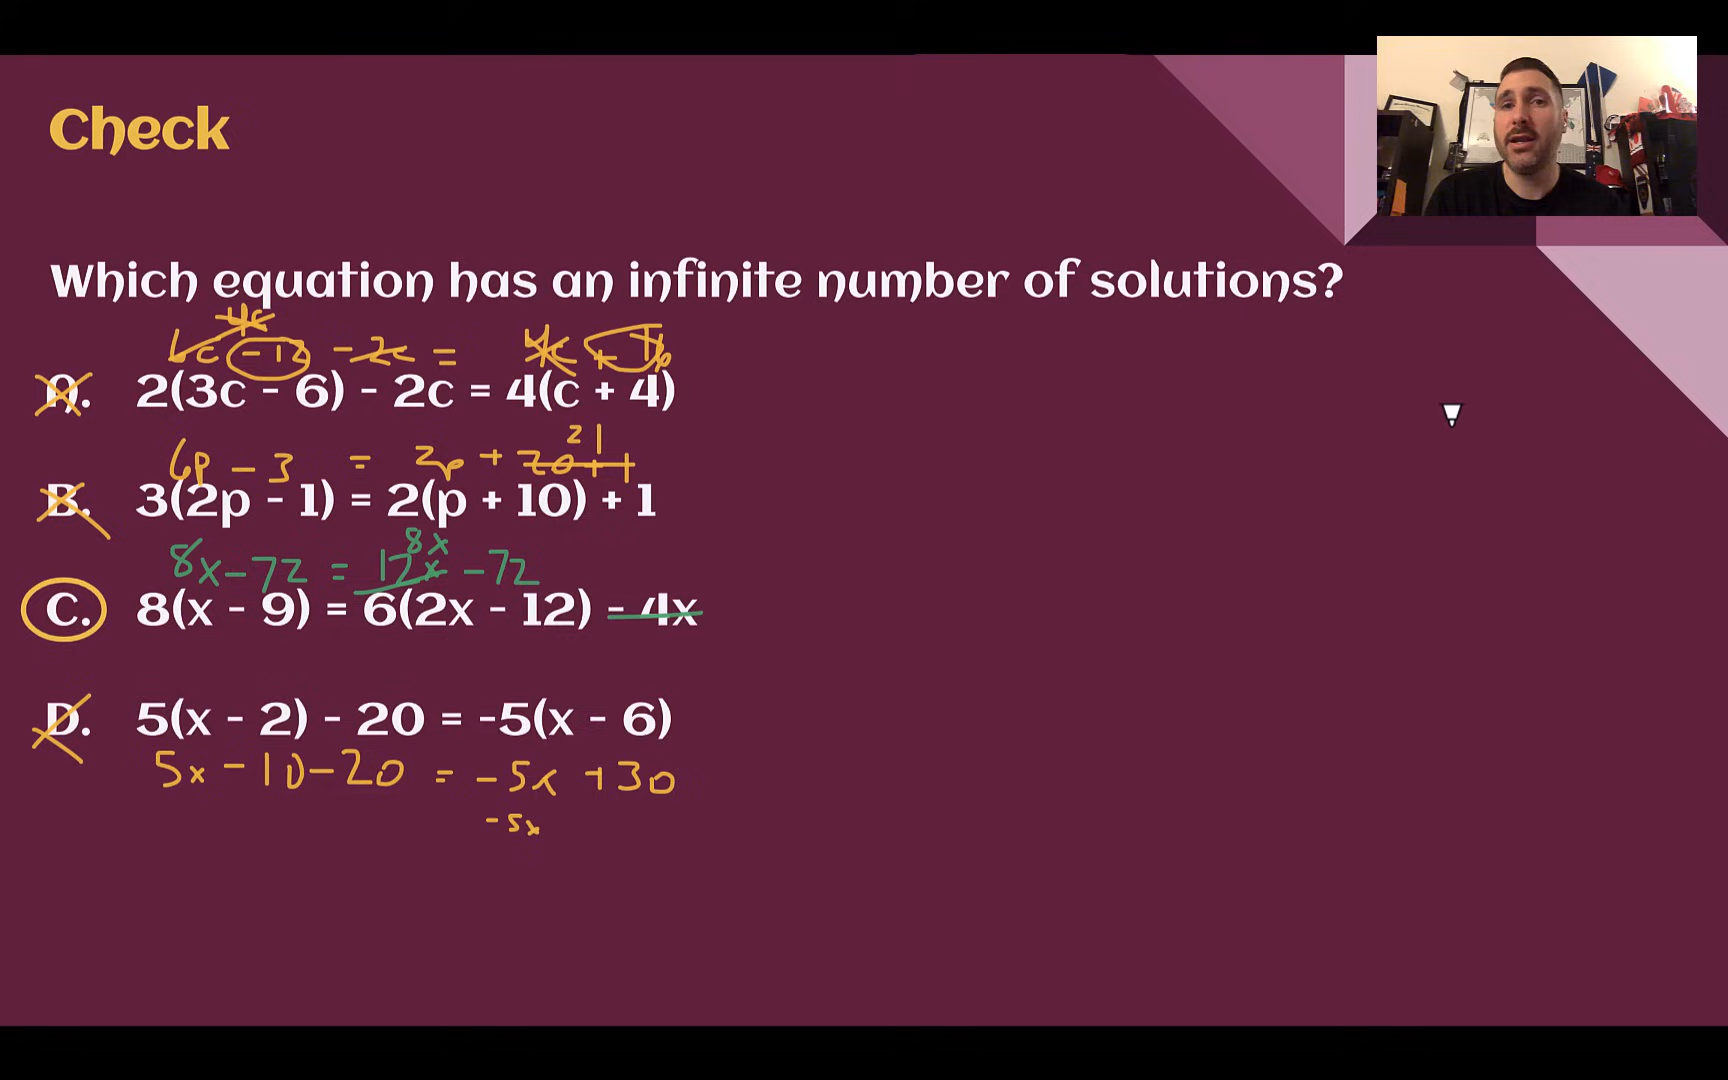 Check
Which equation has an infinite number of solutions?
4c
6c -12 - 2c = 4c + 16
A. 2(3c - 6) - 2c = 4(c + 4)
21
6p - 3 = 2p + 20 + 1
B. 3(2p - 1) = 2(p + 10) + 1
8x
8x - 72 = 12x - 72
C. 8(x - 9) = 6(2x - 12) - 4x
D. 5(x - 2) - 20 = -5(x - 6)
5x - 10 - 20 = -5x + 30
-5x